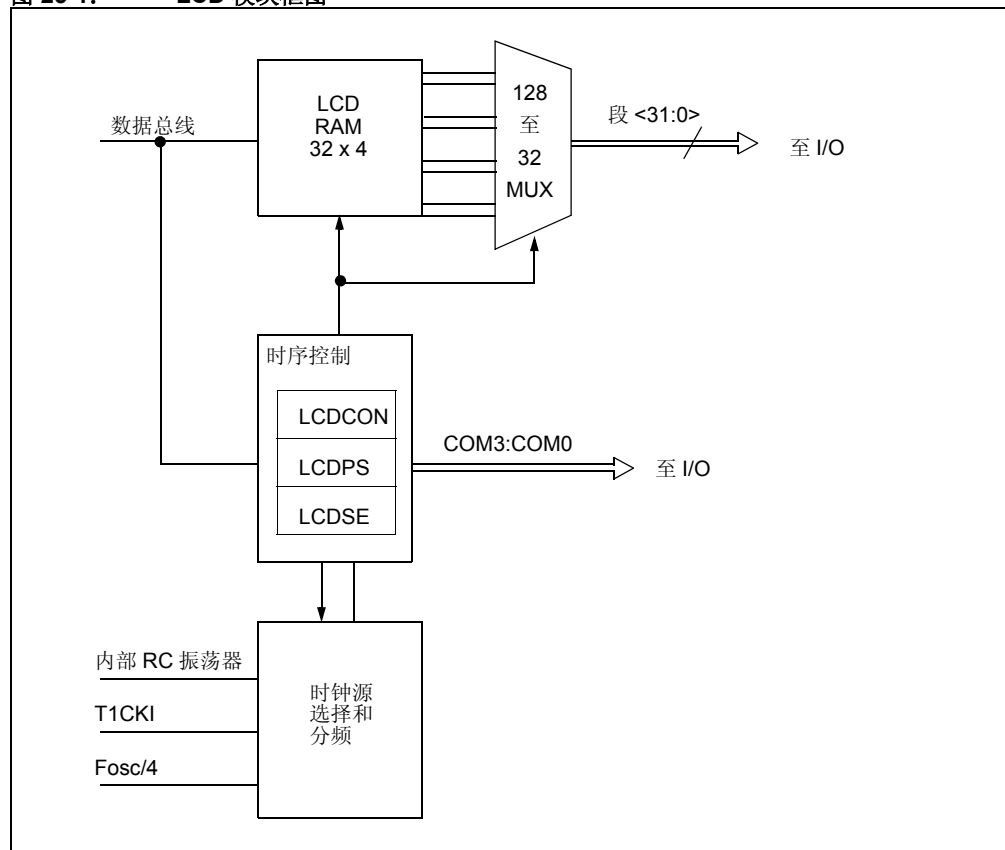 LCD 模块框图
LCD
RAM
32 x 4
数据总线
128
至
32
MUX
段 <31:0>
至 I/O
时序控制
LCDCON
LCDPS
LCDSE
COM3:COM0
至 I/O
内部 RC 振荡器
T1CKI
Fosc/4
时钟源
选择和
分频